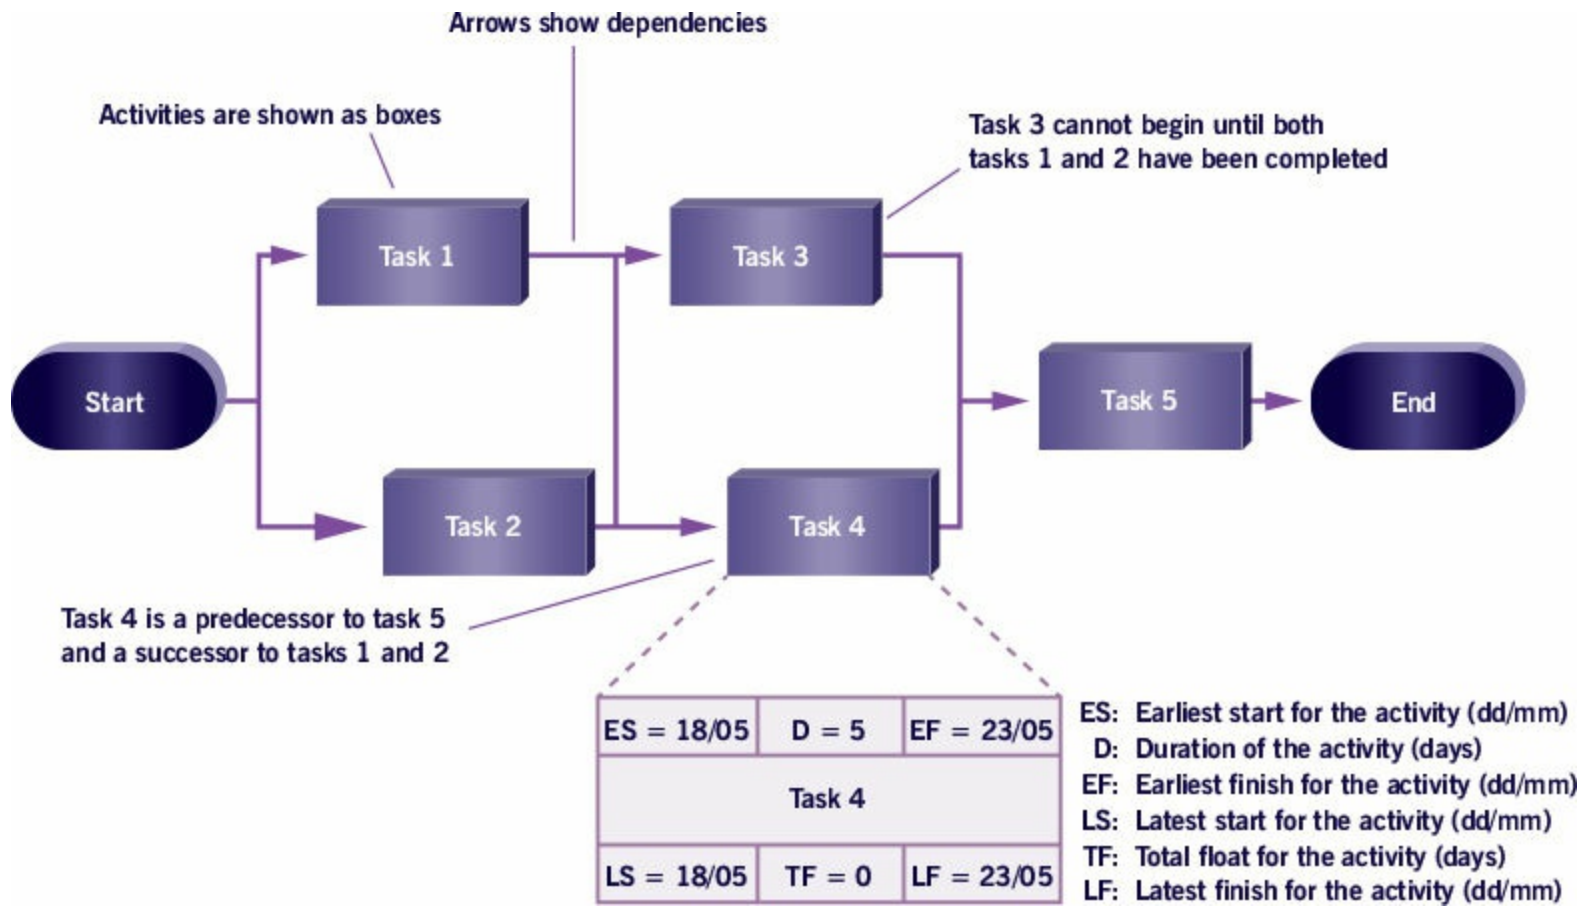 Arrows show dependencies
Activities are shown as boxes
Task 3 cannot begin until both
tasks 1 and 2 have been completed
Task 1
Task 3
Start
Task 5
End
Task 2
Task 4
Task 4 is a predecessor to task 5
and a successor to tasks 1 and 2
ES = 18/05
D = 5
EF = 23/05
Task 4
LS = 18/05
TF = 0
LF = 23/05
ES: Earliest start for the activity (dd/mm)
D: Duration of the activity (days)
EF: Earliest finish for the activity (dd/mm)
LS: Latest start for the activity (dd/mm)
TF: Total float for the activity (days)
LF: Latest finish for the activity (dd/mm)